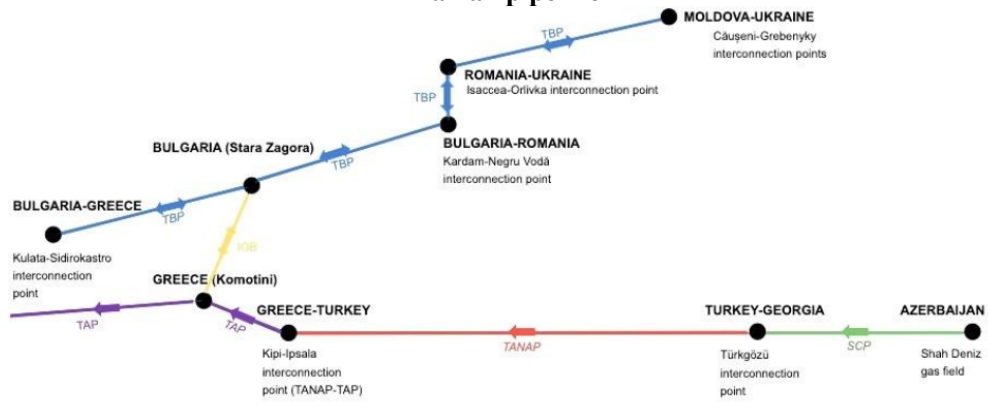 MOLDOVA-UKRAINE
Căușeni-Grebenyky
interconnection points
TBP
ROMANIA-UKRAINE
Isaccea-Orlivka interconnection point
TBP
BULGARIA-ROMANIA
Kardam-Negru Vodă
interconnection point
BULGARIA (Stara Zagora)
TBP
BULGARIA-GREECE
TBP
Kulata-Sidirokastro
interconnection
point
IGB
GREECE (Komotini)
TAP
TAP
GREECE-TURKEY
Kipi-Ipsala
interconnection
point (TANAP-TAP)
TANAP
TURKEY-GEORGIA
Türkgözü
interconnection
point
SCP
AZERBAIJAN
Shah Deniz
gas field